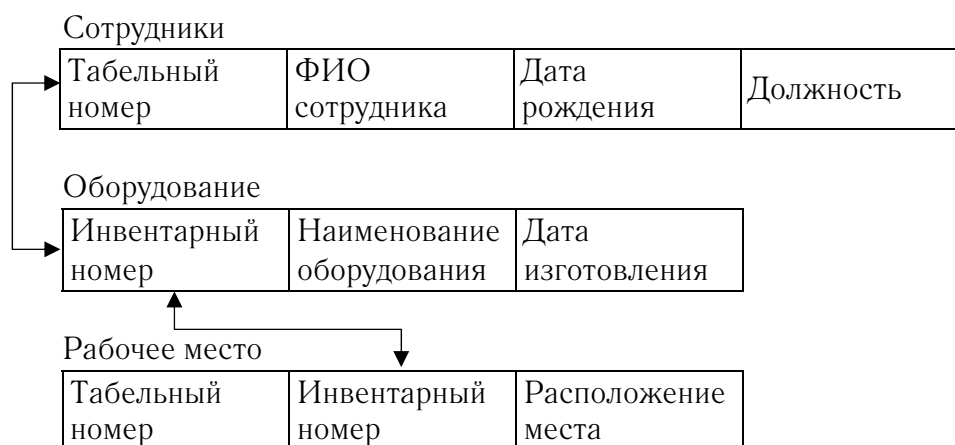 Сотрудники
Табельный номер
ФИО сотрудника
Дата рождения
Должность
Оборудование
Инвентарный номер
Наименование оборудования
Дата изготовления
Рабочее место
Табельный номер
Инвентарный номер
Расположение места